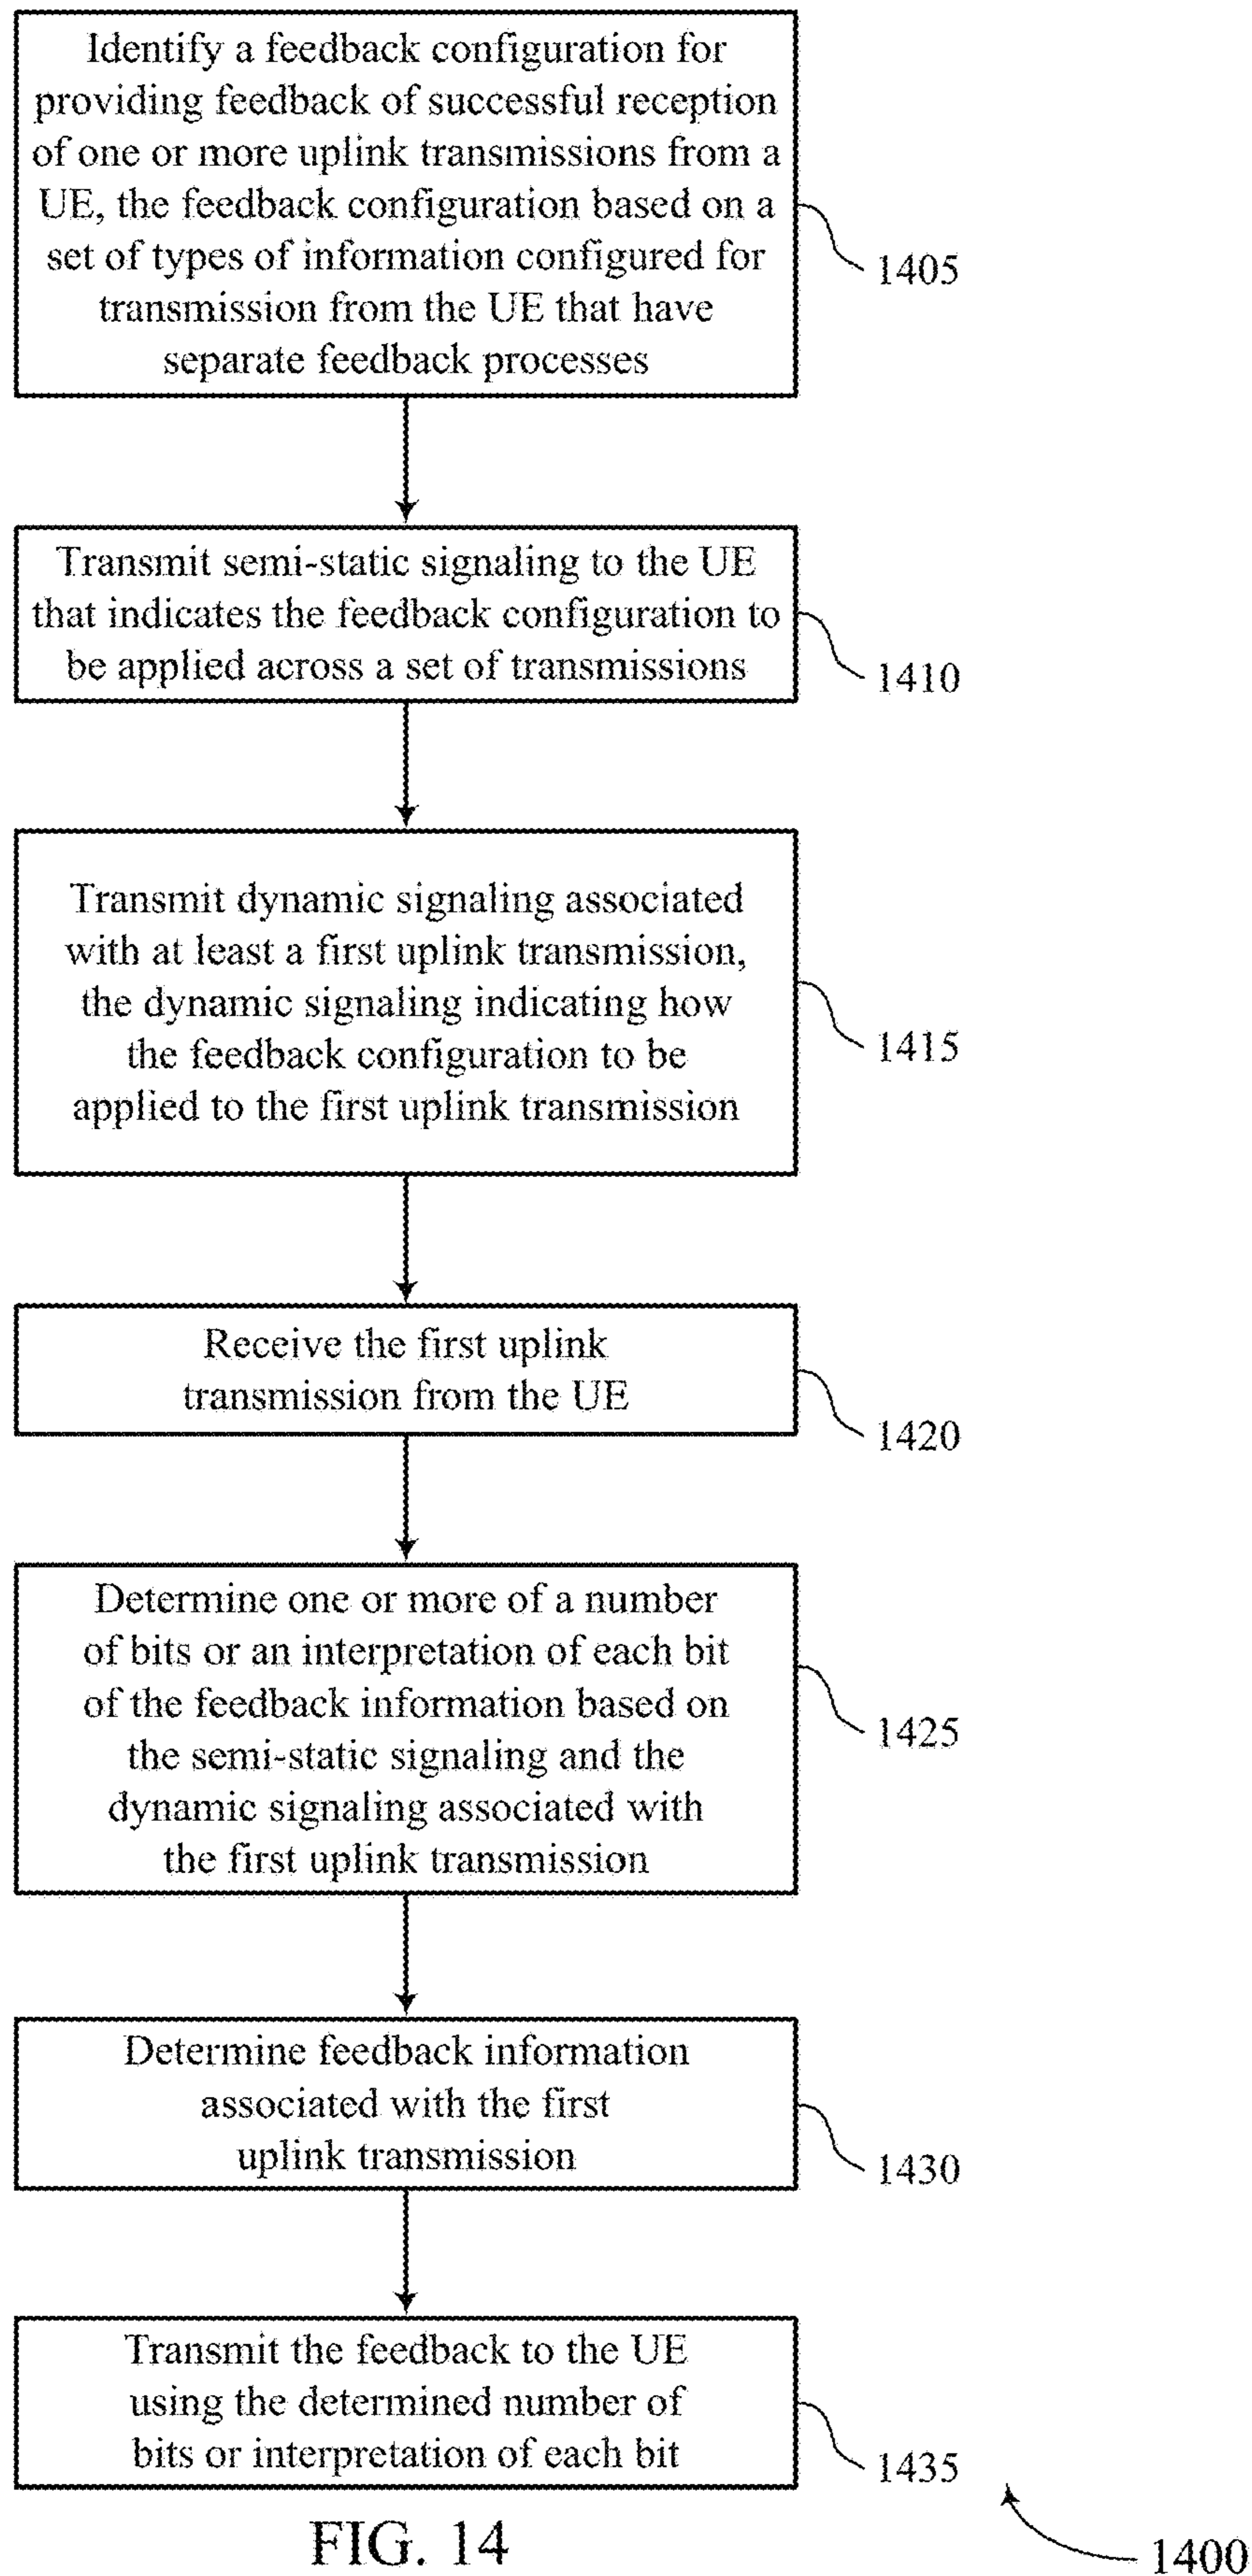 Identify a feedback configuration for
providing feedback of successful reception
of one or more uplink transmissions from a
UE, the feedback configuration based on a
set of types of information configured for
transmission from the UE that have
separate feedback processes
1405
Transmit semi-static signaling to the UE
that indicates the feedback configuration to
be applied across a set of transmissions
1410
Transmit dynamic signaling associated
with at least a first uplink transmission,
the dynamic signaling indicating how
the feedback configuration to be
applied to the first uplink transmission
1415
Receive the first uplink
transmission from the UE
1420
Determine one or more of a number
of bits or an interpretation of each bit
of the feedback information based on
the semi-static signaling and the
dynamic signaling associated with
the first uplink transmission
1425
Determine feedback information
associated with the first
uplink transmission
1430
Transmit the feedback to the UE
using the determined number of
bits or interpretation of each bit
1435
FIG. 14
1400